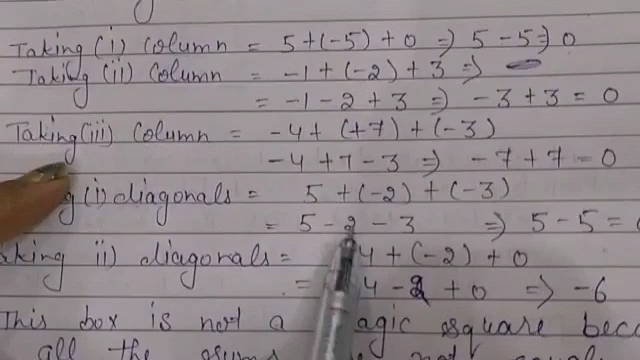 Taking (i) Column = 5+(-5) + 0 ⇒ 5-5⇒ 0
Taking (ii) Column = -1 + (-2) + 3 ⇒
= -1 - 2 + 3 ⇒ -3 + 3 = 0
Taking (iii) Column = -4 + (+7) + (-3)
-4 + 7 - 3 ⇒ -7 + 7 = 0
(i) diagonals = 5 + (-2) + (-3)
= 5 - 2 - 3 ⇒ 5 - 5 =
ii) diagonals = 4 + (-2) + 0
= 4 - 2 + 0 ⇒ -6
This box is not a square
all the sums not